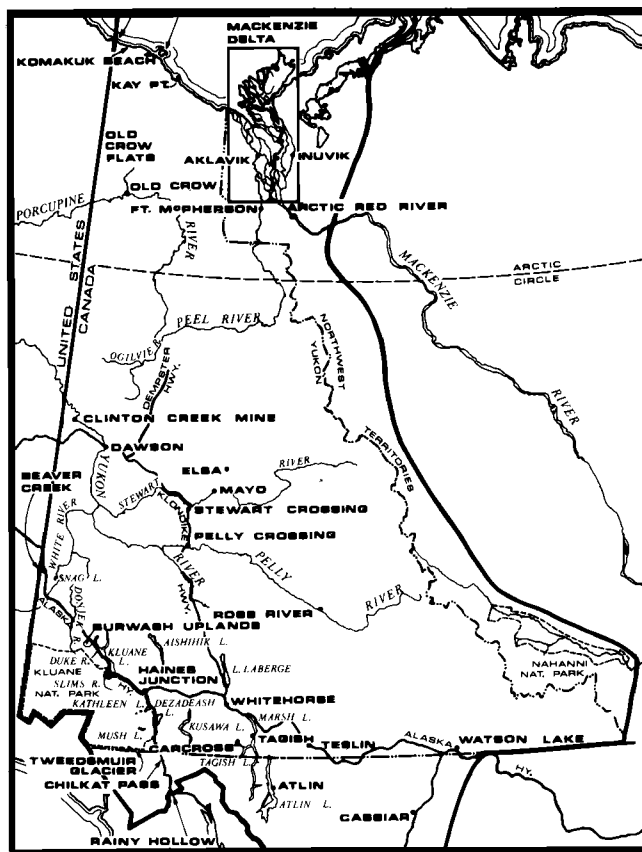 MACKENZIE
DELTA
KOMAKUK BEACH
KAY PT.
OLD
CROW
FLATS
AKLAVIK
INUVIK
OLD CROW
PORCUPINE
RIVER
FT. McPHERSON
ARCTIC RED RIVER
MACKENZIE
RIVER
ARCTIC
CIRCLE
UNITED STATES
CANADA
PEEL RIVER
OGILVIE R.
DEMPSTER
HWY.
NORTHWEST
TERRITORIES
YUKON
CLINTON CREEK MINE
DAWSON
BEAVER
CREEK
YUKON
ELSA
RIVER
MAYO
STEWART
KLONDIKE
STEWART CROSSING
PELLY CROSSING
WHITE RIVER
RIVER
HWY.
PELLY
RIVER
SNAG L.
DONJEK R.
ALASKA
ROSS RIVER
BURWASH UPLANDS
AISHIHIK L.
KLUANE
L.
DUKE R.
KLUANE
NAT. PARK
SLIMS R.
HAINES
JUNCTION
L. LABERGE
NAHANNI
NAT. PARK
KATHLEEN L.
HY.
DEZADEASH
L.
WHITEHORSE
KUSAWA L.
MARSH L.
MUSH L.
CARCROSS
TAGISH
TESLIN
ALASKA
WATSON LAKE
HY.
TWEEDSMUIR
GLACIER
TAGISH L.
CHILKAT PASS
ATLIN
ATLIN L.
CASSIAR
RAINY HOLLOW